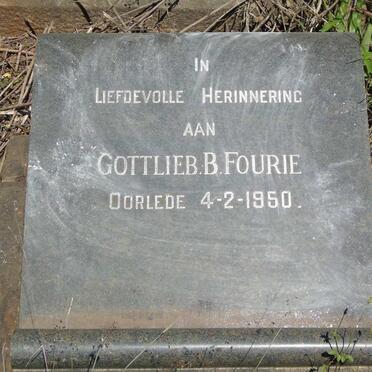 IN
LIEFDEVOLLE HERINNERING
AAN
GOTTLIEB.B.FOURIE
OORLEDE 4-2-1950.